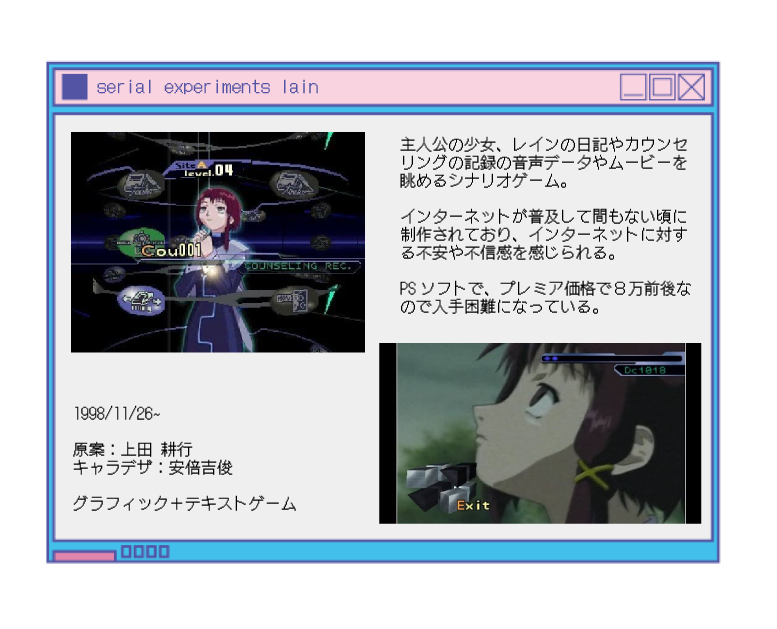 serial experiments lain
Site A
level.04
Cou001
COUNSELING REC.
主人公の少女、レインの日記やカウンセ
リングの記録の音声データやムービーを
眺めるシナリオゲーム。
インターネットが普及して間もない頃に
制作されており、インターネットに対す
る不安や不信感を感じられる。
PSソフトで、プレミア価格で８万前後な
ので入手困難になっている。
Dc1018
Exit
1998/11/26~
原案：上田 耕行
キャラデザ：安倍吉俊
グラフィック＋テキストゲーム